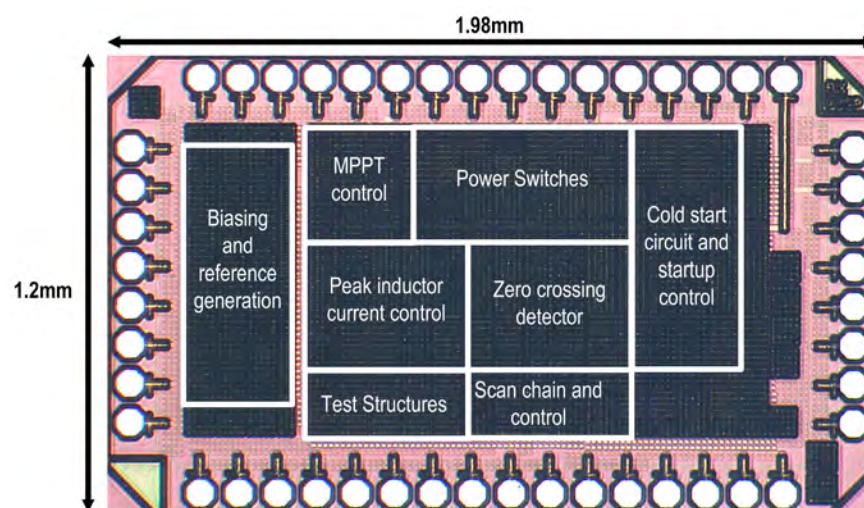 1.98mm
1.2mm
MPPT
control
Power Switches
Biasing
and
reference
generation
Cold start
circuit and
startup
control
Peak inductor
current control
Zero crossing
detector
Test Structures
Scan chain and
control